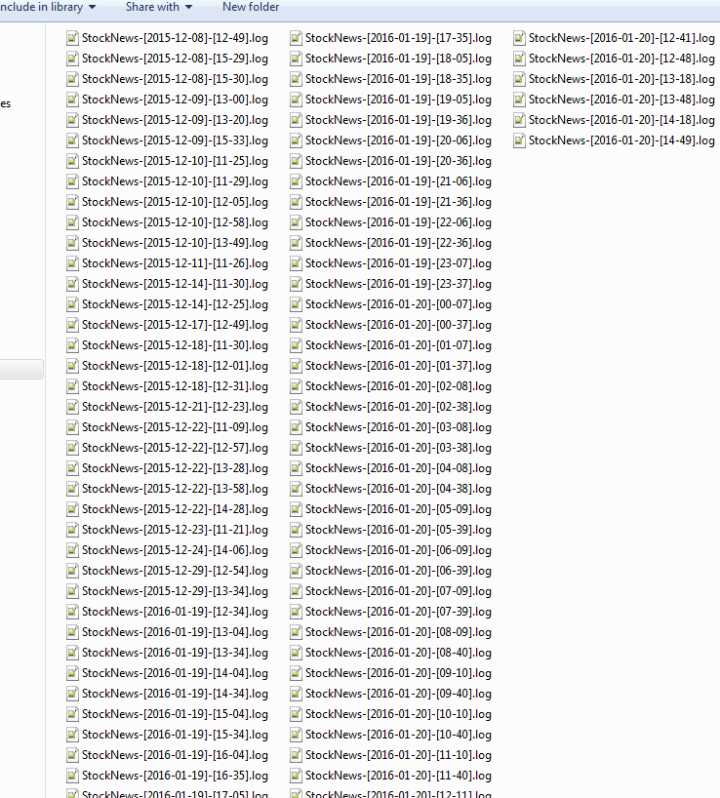 nclude in library Share with New folder
es
StockNews-[2015-12-08]-[12-49].log
StockNews-[2015-12-08]-[15-29].log
StockNews-[2015-12-08]-[15-30].log
StockNews-[2015-12-09]-[13-00].log
StockNews-[2015-12-09]-[13-20].log
StockNews-[2015-12-09]-[15-33].log
StockNews-[2015-12-10]-[11-25].log
StockNews-[2015-12-10]-[11-29].log
StockNews-[2015-12-10]-[12-05].log
StockNews-[2015-12-10]-[12-58].log
StockNews-[2015-12-10]-[13-49].log
StockNews-[2015-12-11]-[11-26].log
StockNews-[2015-12-14]-[11-30].log
StockNews-[2015-12-14]-[12-25].log
StockNews-[2015-12-17]-[12-49].log
StockNews-[2015-12-18]-[11-30].log
StockNews-[2015-12-18]-[12-01].log
StockNews-[2015-12-18]-[12-31].log
StockNews-[2015-12-21]-[12-23].log
StockNews-[2015-12-22]-[11-09].log
StockNews-[2015-12-22]-[12-57].log
StockNews-[2015-12-22]-[13-28].log
StockNews-[2015-12-22]-[13-58].log
StockNews-[2015-12-22]-[14-28].log
StockNews-[2015-12-23]-[11-21].log
StockNews-[2015-12-24]-[14-06].log
StockNews-[2015-12-29]-[12-54].log
StockNews-[2015-12-29]-[13-34].log
StockNews-[2016-01-19]-[12-34].log
StockNews-[2016-01-19]-[13-04].log
StockNews-[2016-01-19]-[13-34].log
StockNews-[2016-01-19]-[14-04].log
StockNews-[2016-01-19]-[14-34].log
StockNews-[2016-01-19]-[15-04].log
StockNews-[2016-01-19]-[15-34].log
StockNews-[2016-01-19]-[16-04].log
StockNews-[2016-01-19]-[16-35].log
StockNews-[2016-01-19]-[17-05].log
StockNews-[2016-01-19]-[17-35].log
StockNews-[2016-01-19]-[18-05].log
StockNews-[2016-01-19]-[18-35].log
StockNews-[2016-01-19]-[19-05].log
StockNews-[2016-01-19]-[19-36].log
StockNews-[2016-01-19]-[20-06].log
StockNews-[2016-01-19]-[20-36].log
StockNews-[2016-01-19]-[21-06].log
StockNews-[2016-01-19]-[21-36].log
StockNews-[2016-01-19]-[22-06].log
StockNews-[2016-01-19]-[22-36].log
StockNews-[2016-01-19]-[23-07].log
StockNews-[2016-01-19]-[23-37].log
StockNews-[2016-01-20]-[00-07].log
StockNews-[2016-01-20]-[00-37].log
StockNews-[2016-01-20]-[01-07].log
StockNews-[2016-01-20]-[01-37].log
StockNews-[2016-01-20]-[02-08].log
StockNews-[2016-01-20]-[02-38].log
StockNews-[2016-01-20]-[03-08].log
StockNews-[2016-01-20]-[03-38].log
StockNews-[2016-01-20]-[04-08].log
StockNews-[2016-01-20]-[04-38].log
StockNews-[2016-01-20]-[05-09].log
StockNews-[2016-01-20]-[05-39].log
StockNews-[2016-01-20]-[06-09].log
StockNews-[2016-01-20]-[06-39].log
StockNews-[2016-01-20]-[07-09].log
StockNews-[2016-01-20]-[07-39].log
StockNews-[2016-01-20]-[08-09].log
StockNews-[2016-01-20]-[08-40].log
StockNews-[2016-01-20]-[09-10].log
StockNews-[2016-01-20]-[09-40].log
StockNews-[2016-01-20]-[10-10].log
StockNews-[2016-01-20]-[10-40].log
StockNews-[2016-01-20]-[11-10].log
StockNews-[2016-01-20]-[11-40].log
StockNews-[2016-01-20]-[12-11].log
StockNews-[2016-01-20]-[12-41].log
StockNews-[2016-01-20]-[12-48].log
StockNews-[2016-01-20]-[13-18].log
StockNews-[2016-01-20]-[13-48].log
StockNews-[2016-01-20]-[14-18].log
StockNews-[2016-01-20]-[14-49].log